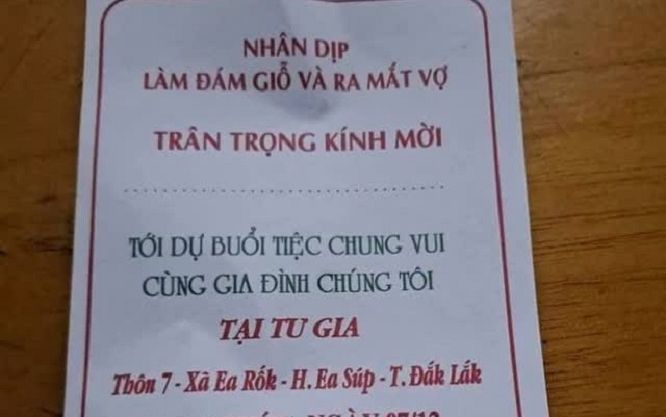 NHÂN DỊP
LÀM ĐÁM GIỖ VÀ RA MẮT VỢ
TRÂN TRỌNG KÍNH MỜI
TỚI DỰ BUỔI TIỆC CHUNG VUI
CÙNG GIA ĐÌNH CHÚNG TÔI
TẠI TƯ GIA
Thôn 7 - Xã Ea Rốk - H. Ea Súp - T. Đắk Lắk